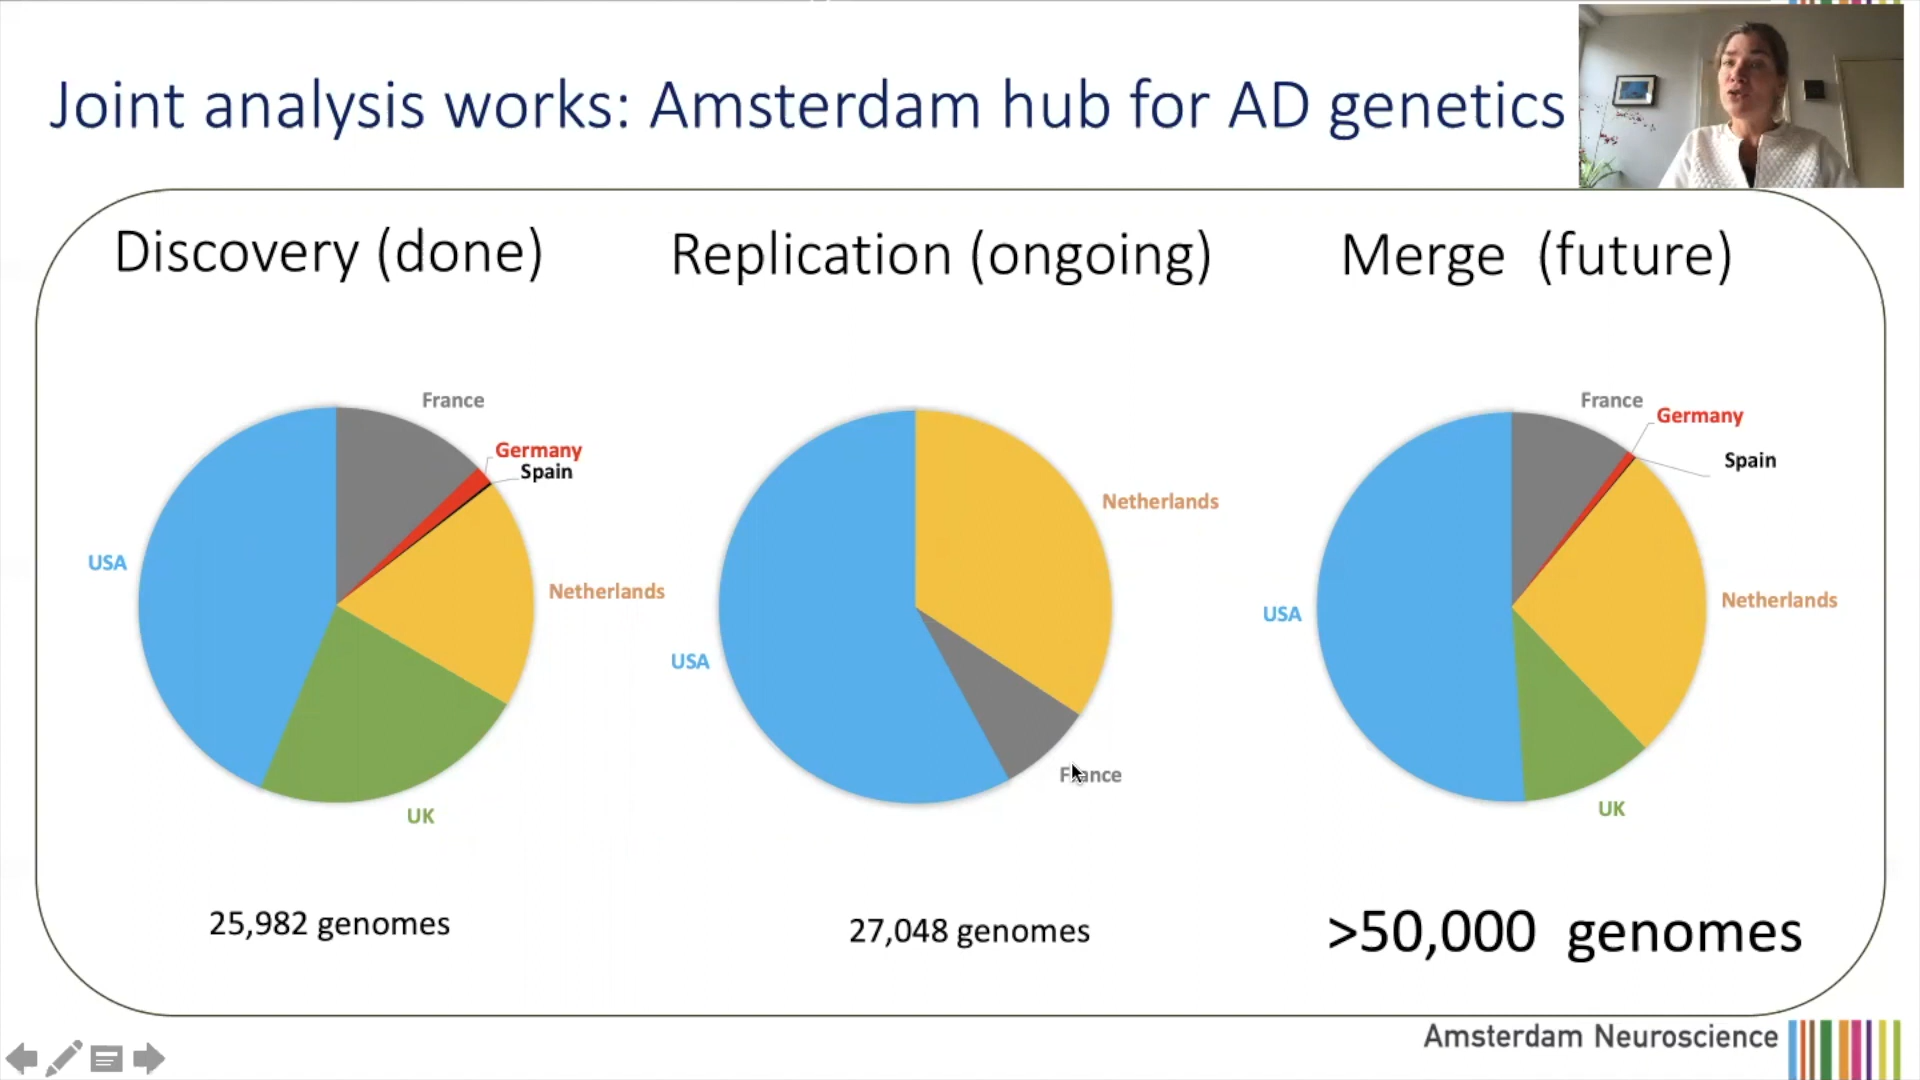 Joint analysis works: Amsterdam hub for AD genetics
Discovery (done)
Replication (ongoing)
Merge (future)
France
Germany
Spain
USA
Netherlands
UK
Netherlands
USA
France
France
Germany
Spain
USA
Netherlands
UK
25,982 genomes
27,048 genomes
>50,000 genomes
Amsterdam Neuroscience